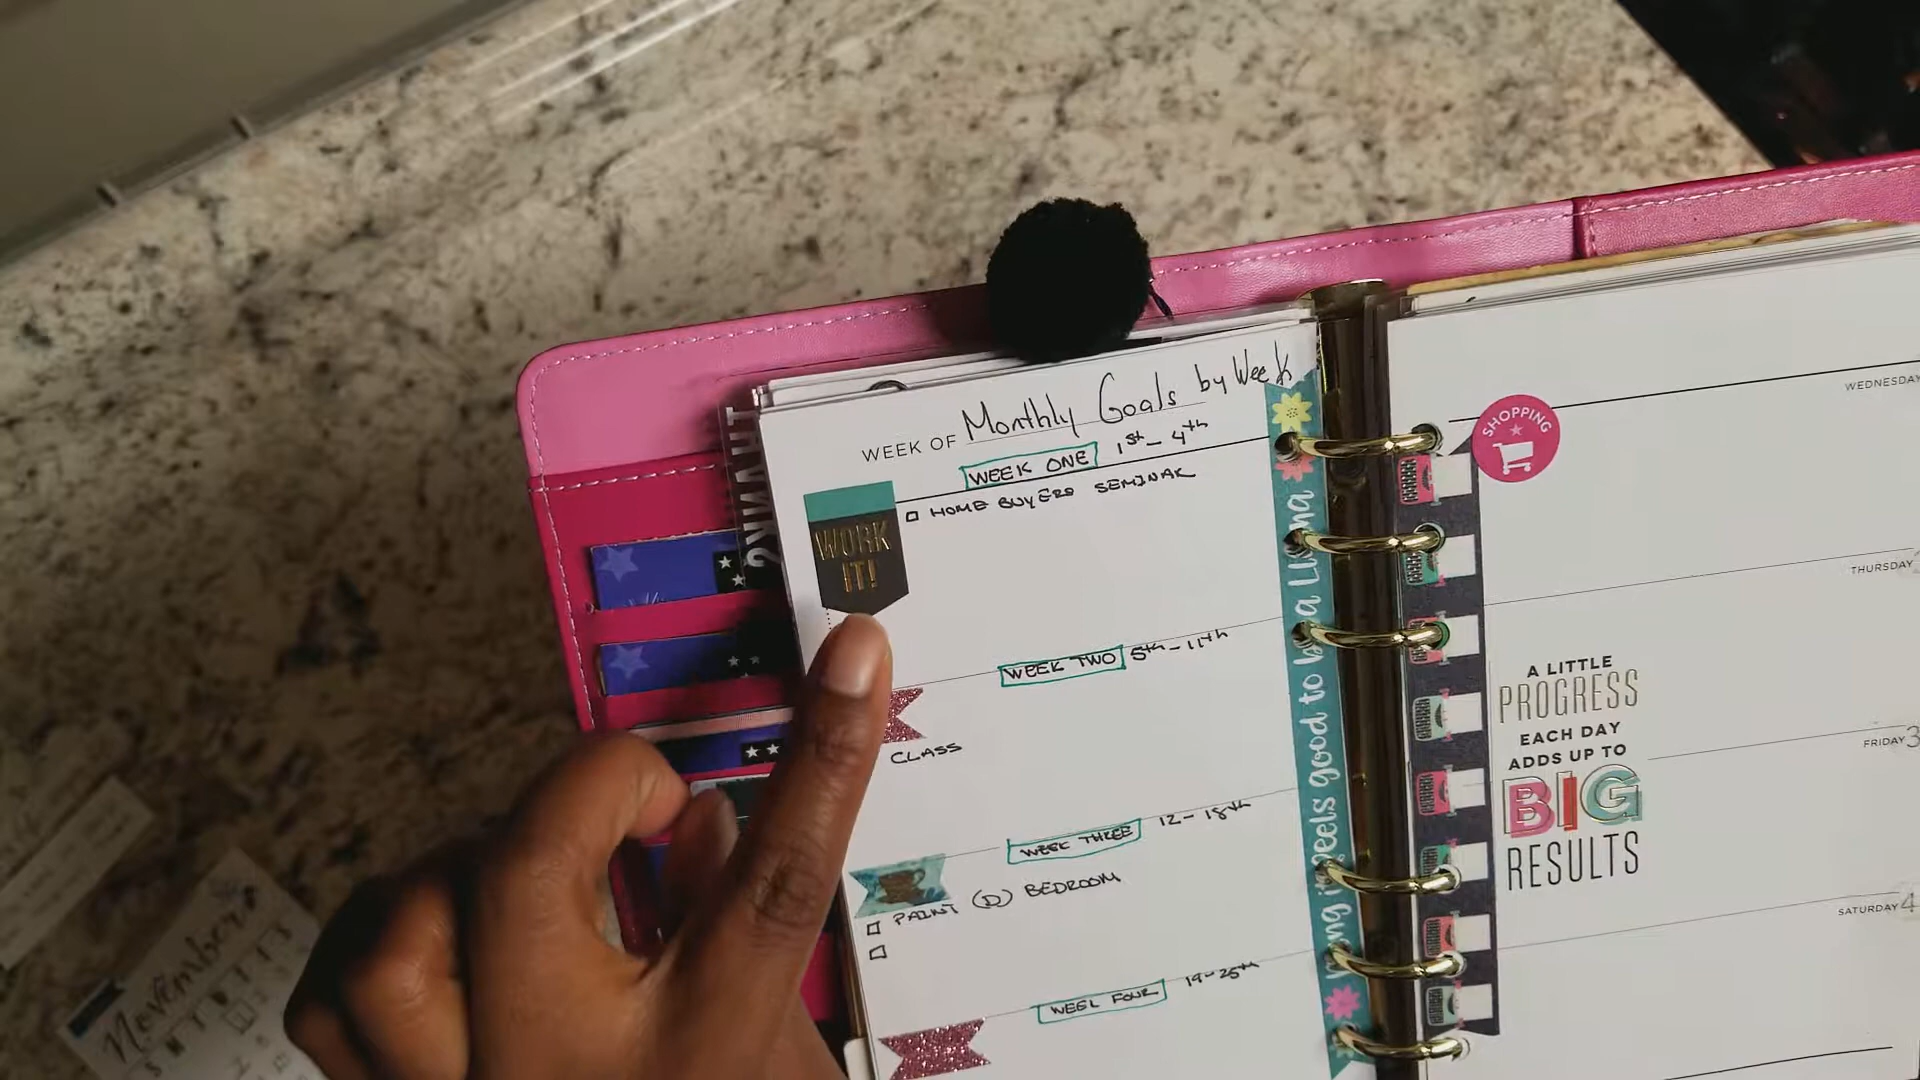 WEEK OF Monthly Goals by Week
WEEK ONE 1st - 4th
HOME BUYERS SEMINAR
WORK
IT!
WEEK TWO 5th - 11th
CLASS
WEEK THREE 12 - 18th
PAINT (D) BEDROOM
WEEL FOUR 19 - 25th
feels good to be a Llama
SHOPPING
WEDNESDAY
THURSDAY
A LITTLE
PROGRESS
EACH DAY
ADDS UP TO
BIG
RESULTS
FRIDAY 3
SATURDAY 4
November